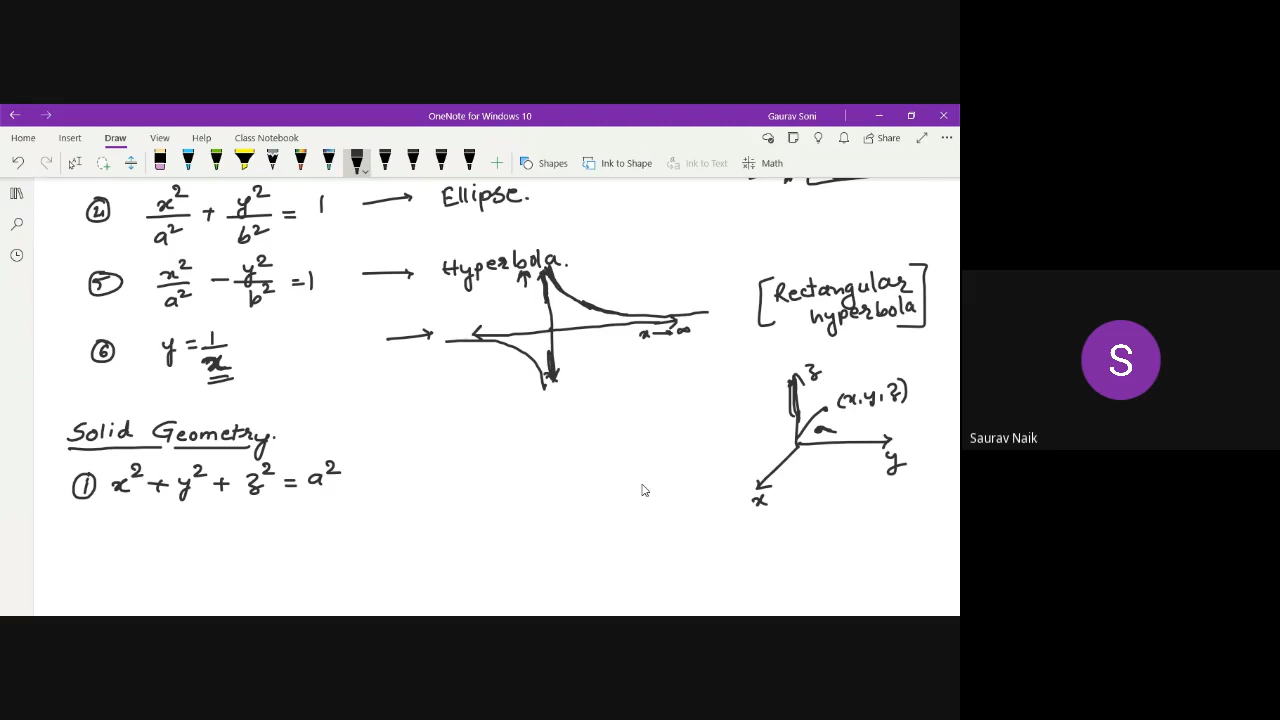 OneNote for Windows 10
Gaurav Soni
Home Insert Draw View Help Class Notebook
Share
Shapes Ink to Shape Ink to Text Math
④ x²/a² + y²/b² = 1 → Ellipse.
⑤ x²/a² − y²/b² = 1 → Hyperbola.
[Rectangular
hyperbola]
⑥ y = 1/x →
x → ∞
z
(x, y, z)
a
y
x
Solid Geometry.
① x² + y² + z² = a²
S
Saurav Naik